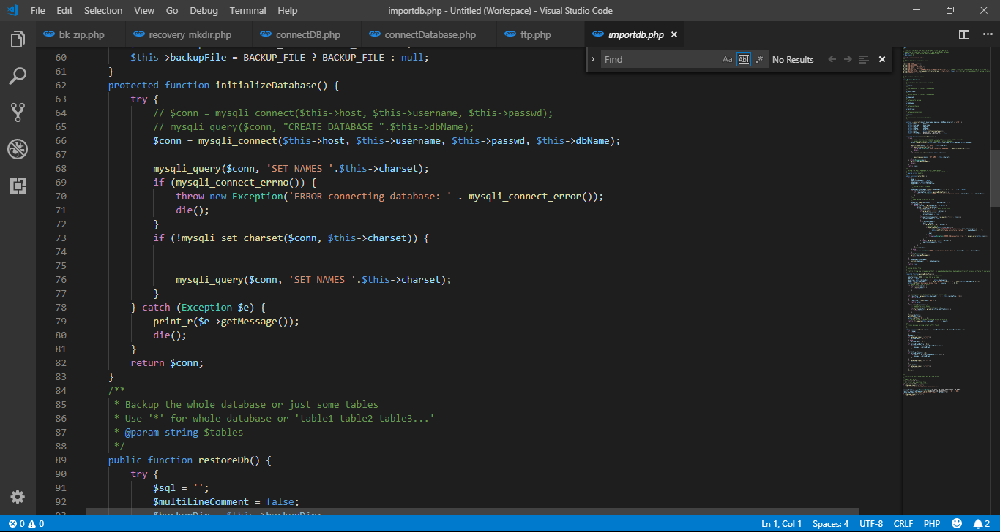 File Edit Selection View Go Debug Terminal Help importdb.php - Untitled (Workspace) - Visual Studio Code
bk_zip.php recovery_mkdir.php connectDB.php connectDatabase.php ftp.php importdb.php
Find Aa Abl .* No Results
60 $this->backupFile = BACKUP_FILE ? BACKUP_FILE : null;
61 }
62 protected function initializeDatabase() {
63 try {
64 // $conn = mysqli_connect($this->host, $this->username, $this->passwd);
65 // mysqli_query($conn, "CREATE DATABASE ".$this->dbName);
66 $conn = mysqli_connect($this->host, $this->username, $this->passwd, $this->dbName);
67
68 mysqli_query($conn, 'SET NAMES '.$this->charset);
69 if (mysqli_connect_errno()) {
70 throw new Exception('ERROR connecting database: ' . mysqli_connect_error());
71 die();
72 }
73 if (!mysqli_set_charset($conn, $this->charset)) {
74
75
76 mysqli_query($conn, 'SET NAMES '.$this->charset);
77 }
78 } catch (Exception $e) {
79 print_r($e->getMessage());
80 die();
81 }
82 return $conn;
83 }
84 /**
85 * Backup the whole database or just some tables
86 * Use '*' for whole database or 'table1 table2 table3...'
87 * @param string $tables
88 */
89 public function restoreDb() {
90 try {
91 $sql = '';
92 $multiLineComment = false;
0 0 Ln 1, Col 1 Spaces: 4 UTF-8 CRLF PHP 2